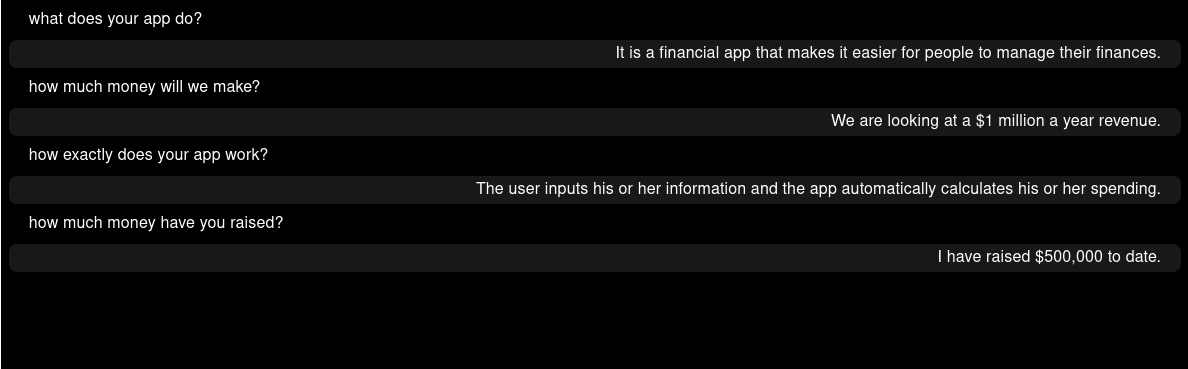 what does your app do?
It is a financial app that makes it easier for people to manage their finances.
how much money will we make?
We are looking at a $1 million a year revenue.
how exactly does your app work?
The user inputs his or her information and the app automatically calculates his or her spending.
how much money have you raised?
I have raised $500,000 to date.